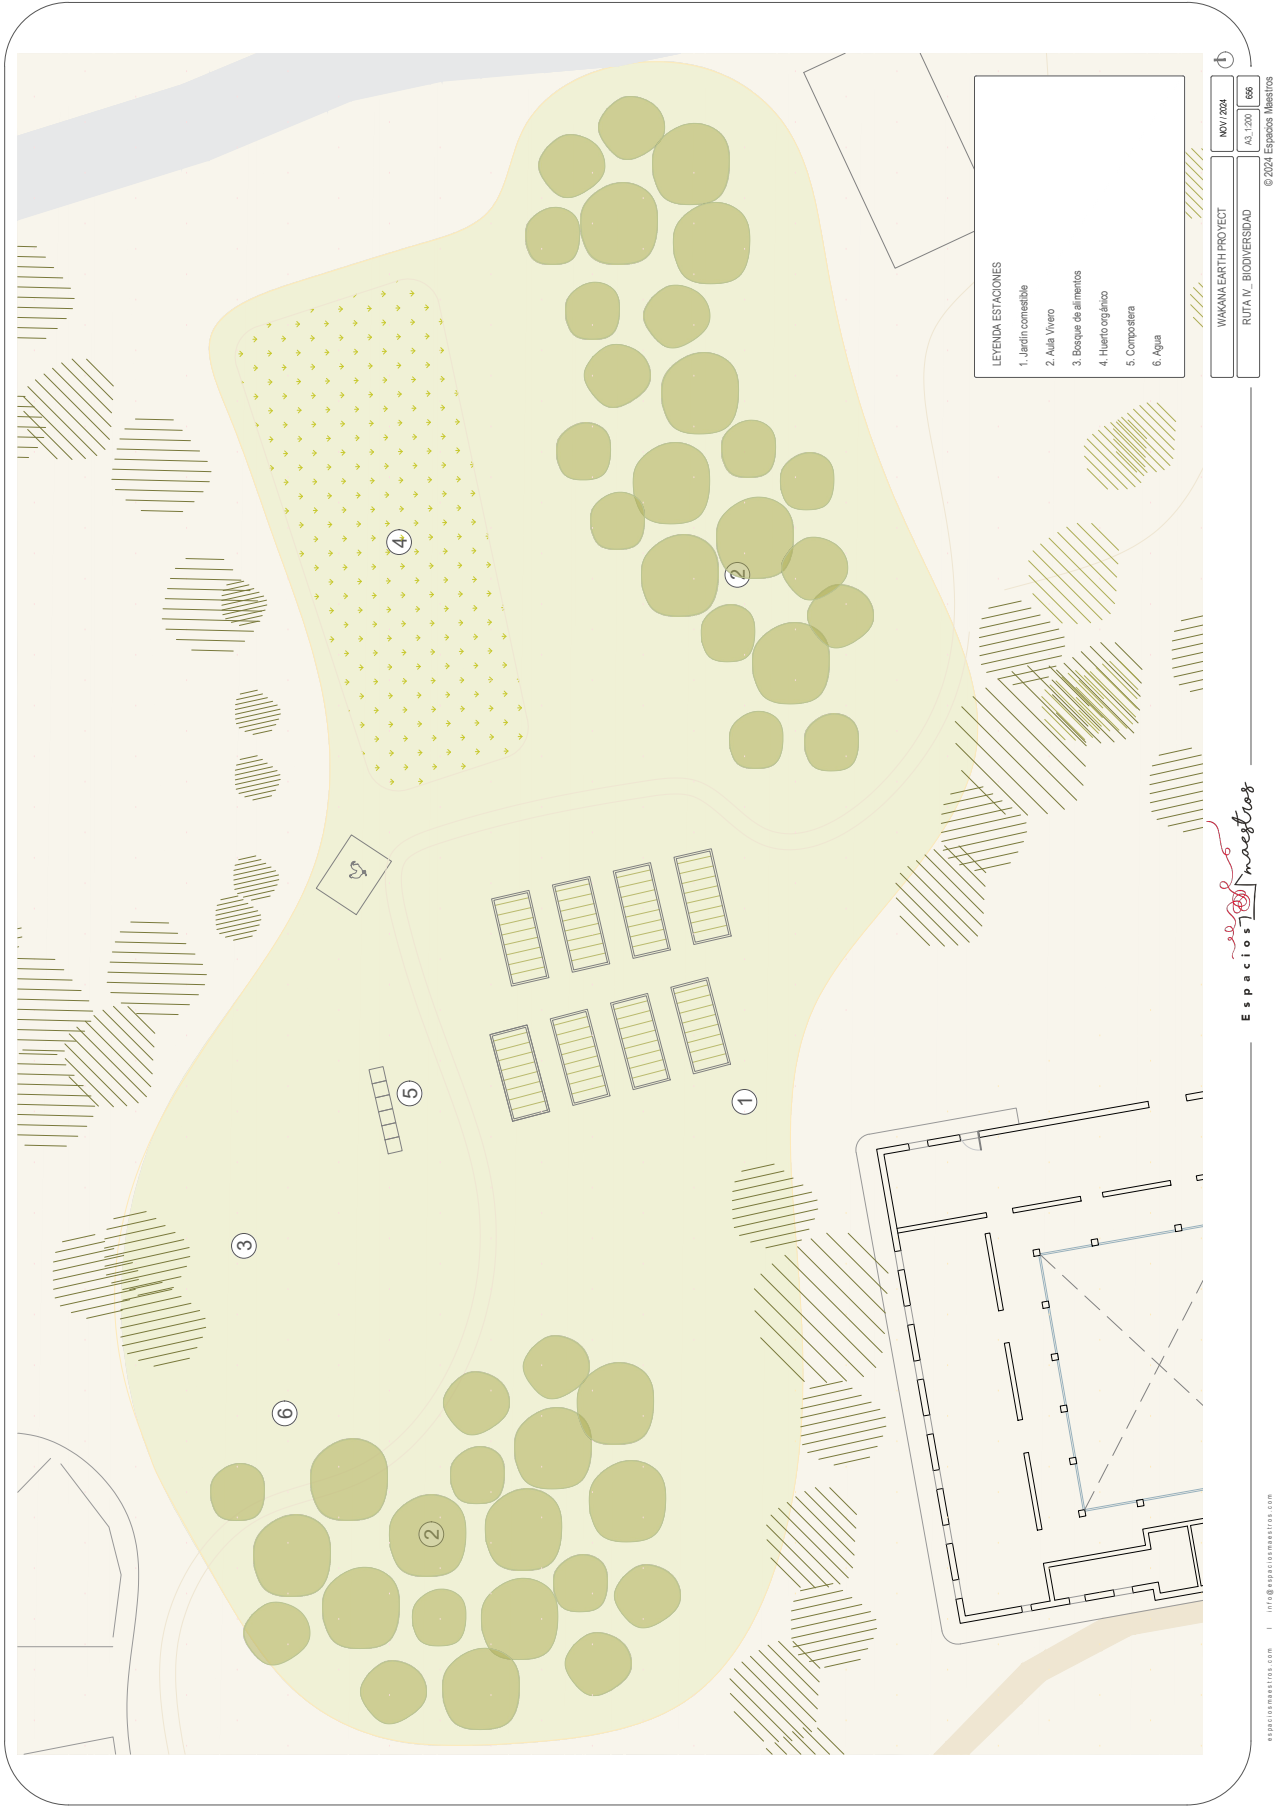 LEYENDA ESTACIONES
1. Jardín comestible
2. Aula Vivero
3. Bosque de alimentos
4. Huerto orgánico
5. Compostera
6. Agua
WAKANA EARTH PROYECT
NOV / 2024
RUTA IV_ BIODIVERSIDAD
A3_1:200
656
© 2024 Espacios Maestros
Espacios maestros
espaciosmaestros.com | info@espaciosmaestros.com
6
3
5
4
2
2
1